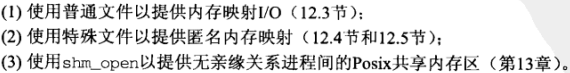 (1) 使用普通文件以提供内存映射I/O（12.3节）；
(2) 使用特殊文件以提供匿名内存映射（12.4节和12.5节）；
(3) 使用shm_open以提供无亲缘关系进程间的Posix共享内存区（第13章）。